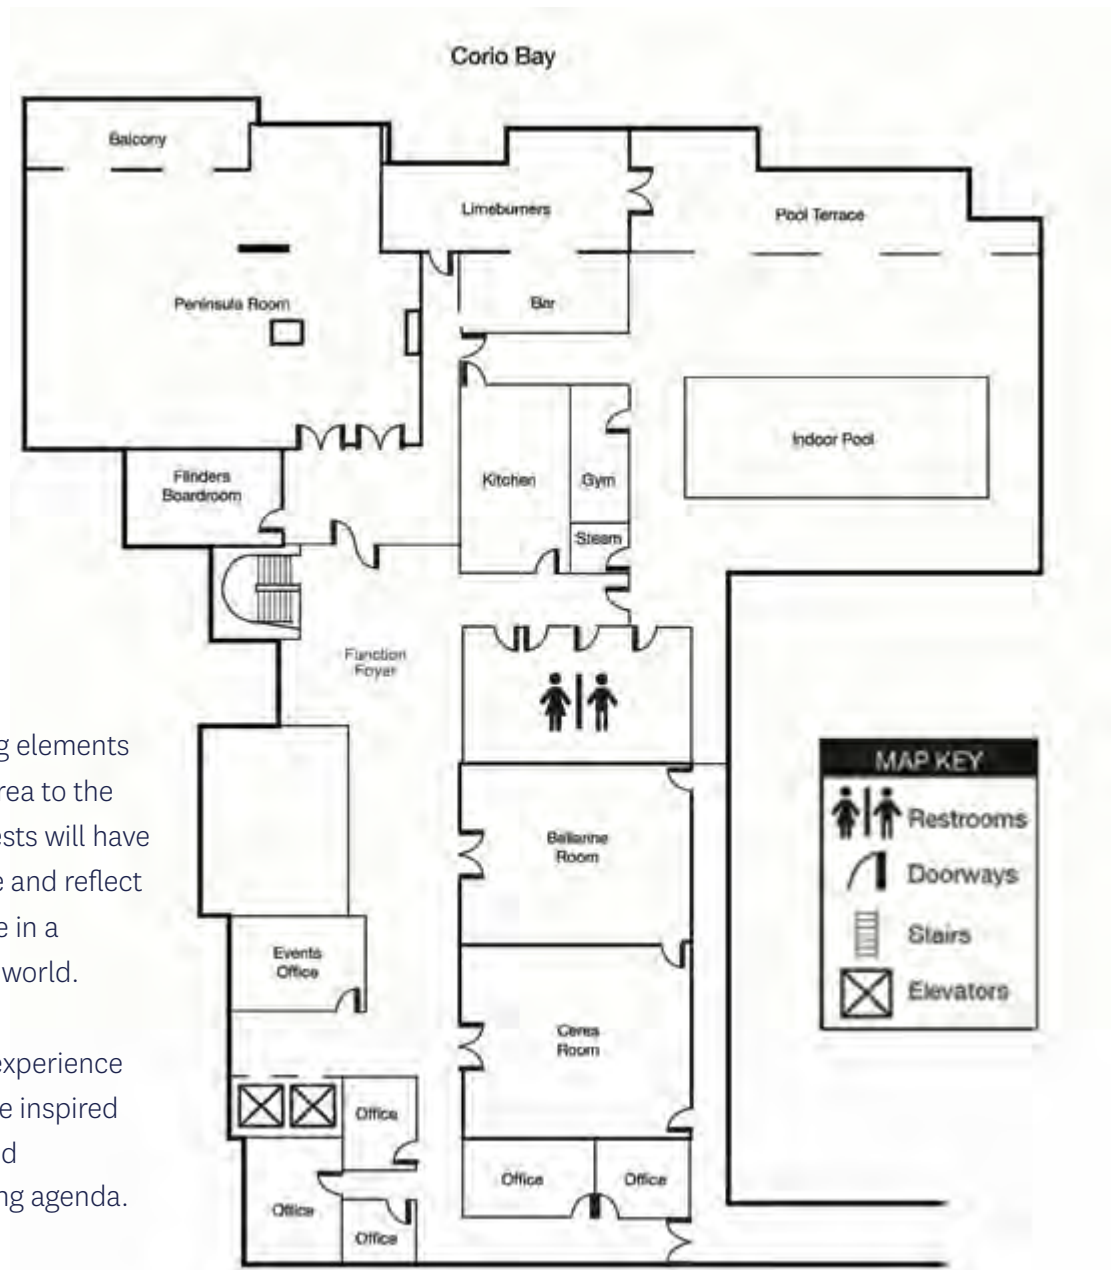 Corio Bay
Balcony
Limeburners
Pool Terrace
Peninsula Room
Bar
Indoor Pool
Flinders
Boardroom
Kitchen
Gym
Steam
Function
Foyer
g elements
rea to the
ests will have
e and reflect
e in a
world.
experience
e inspired
d
ng agenda.
MAP KEY
Restrooms
Doorways
Stairs
Elevators
Bellarine
Room
Events
Office
Ceres
Room
Office
Office
Office
Office
Office